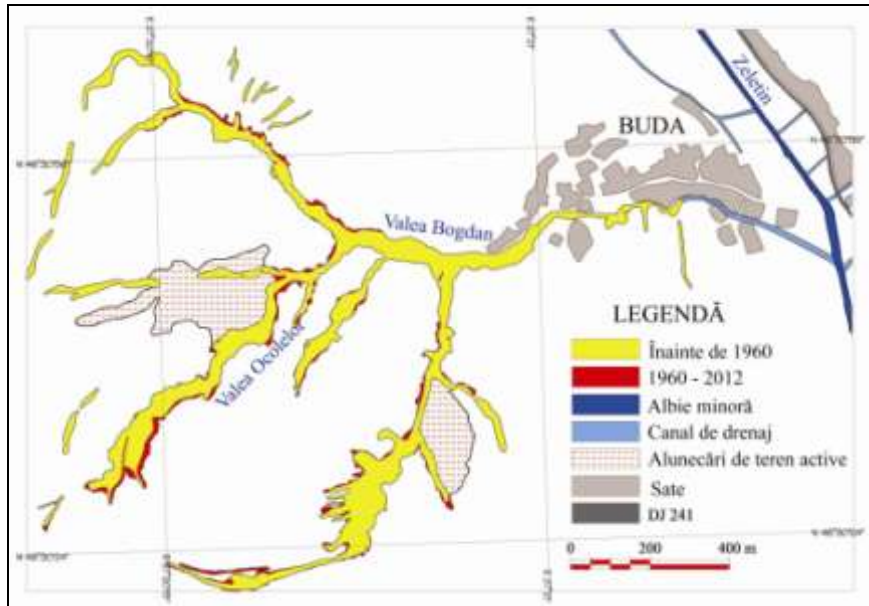 BUDA
Zeletim
Valea Bogdan
Valea Ocolelor
LEGENDĂ
Înainte de 1960
1960 - 2012
Albie minoră
Canal de drenaj
Alunecări de teren active
Sate
DJ 241
0 200 400 m